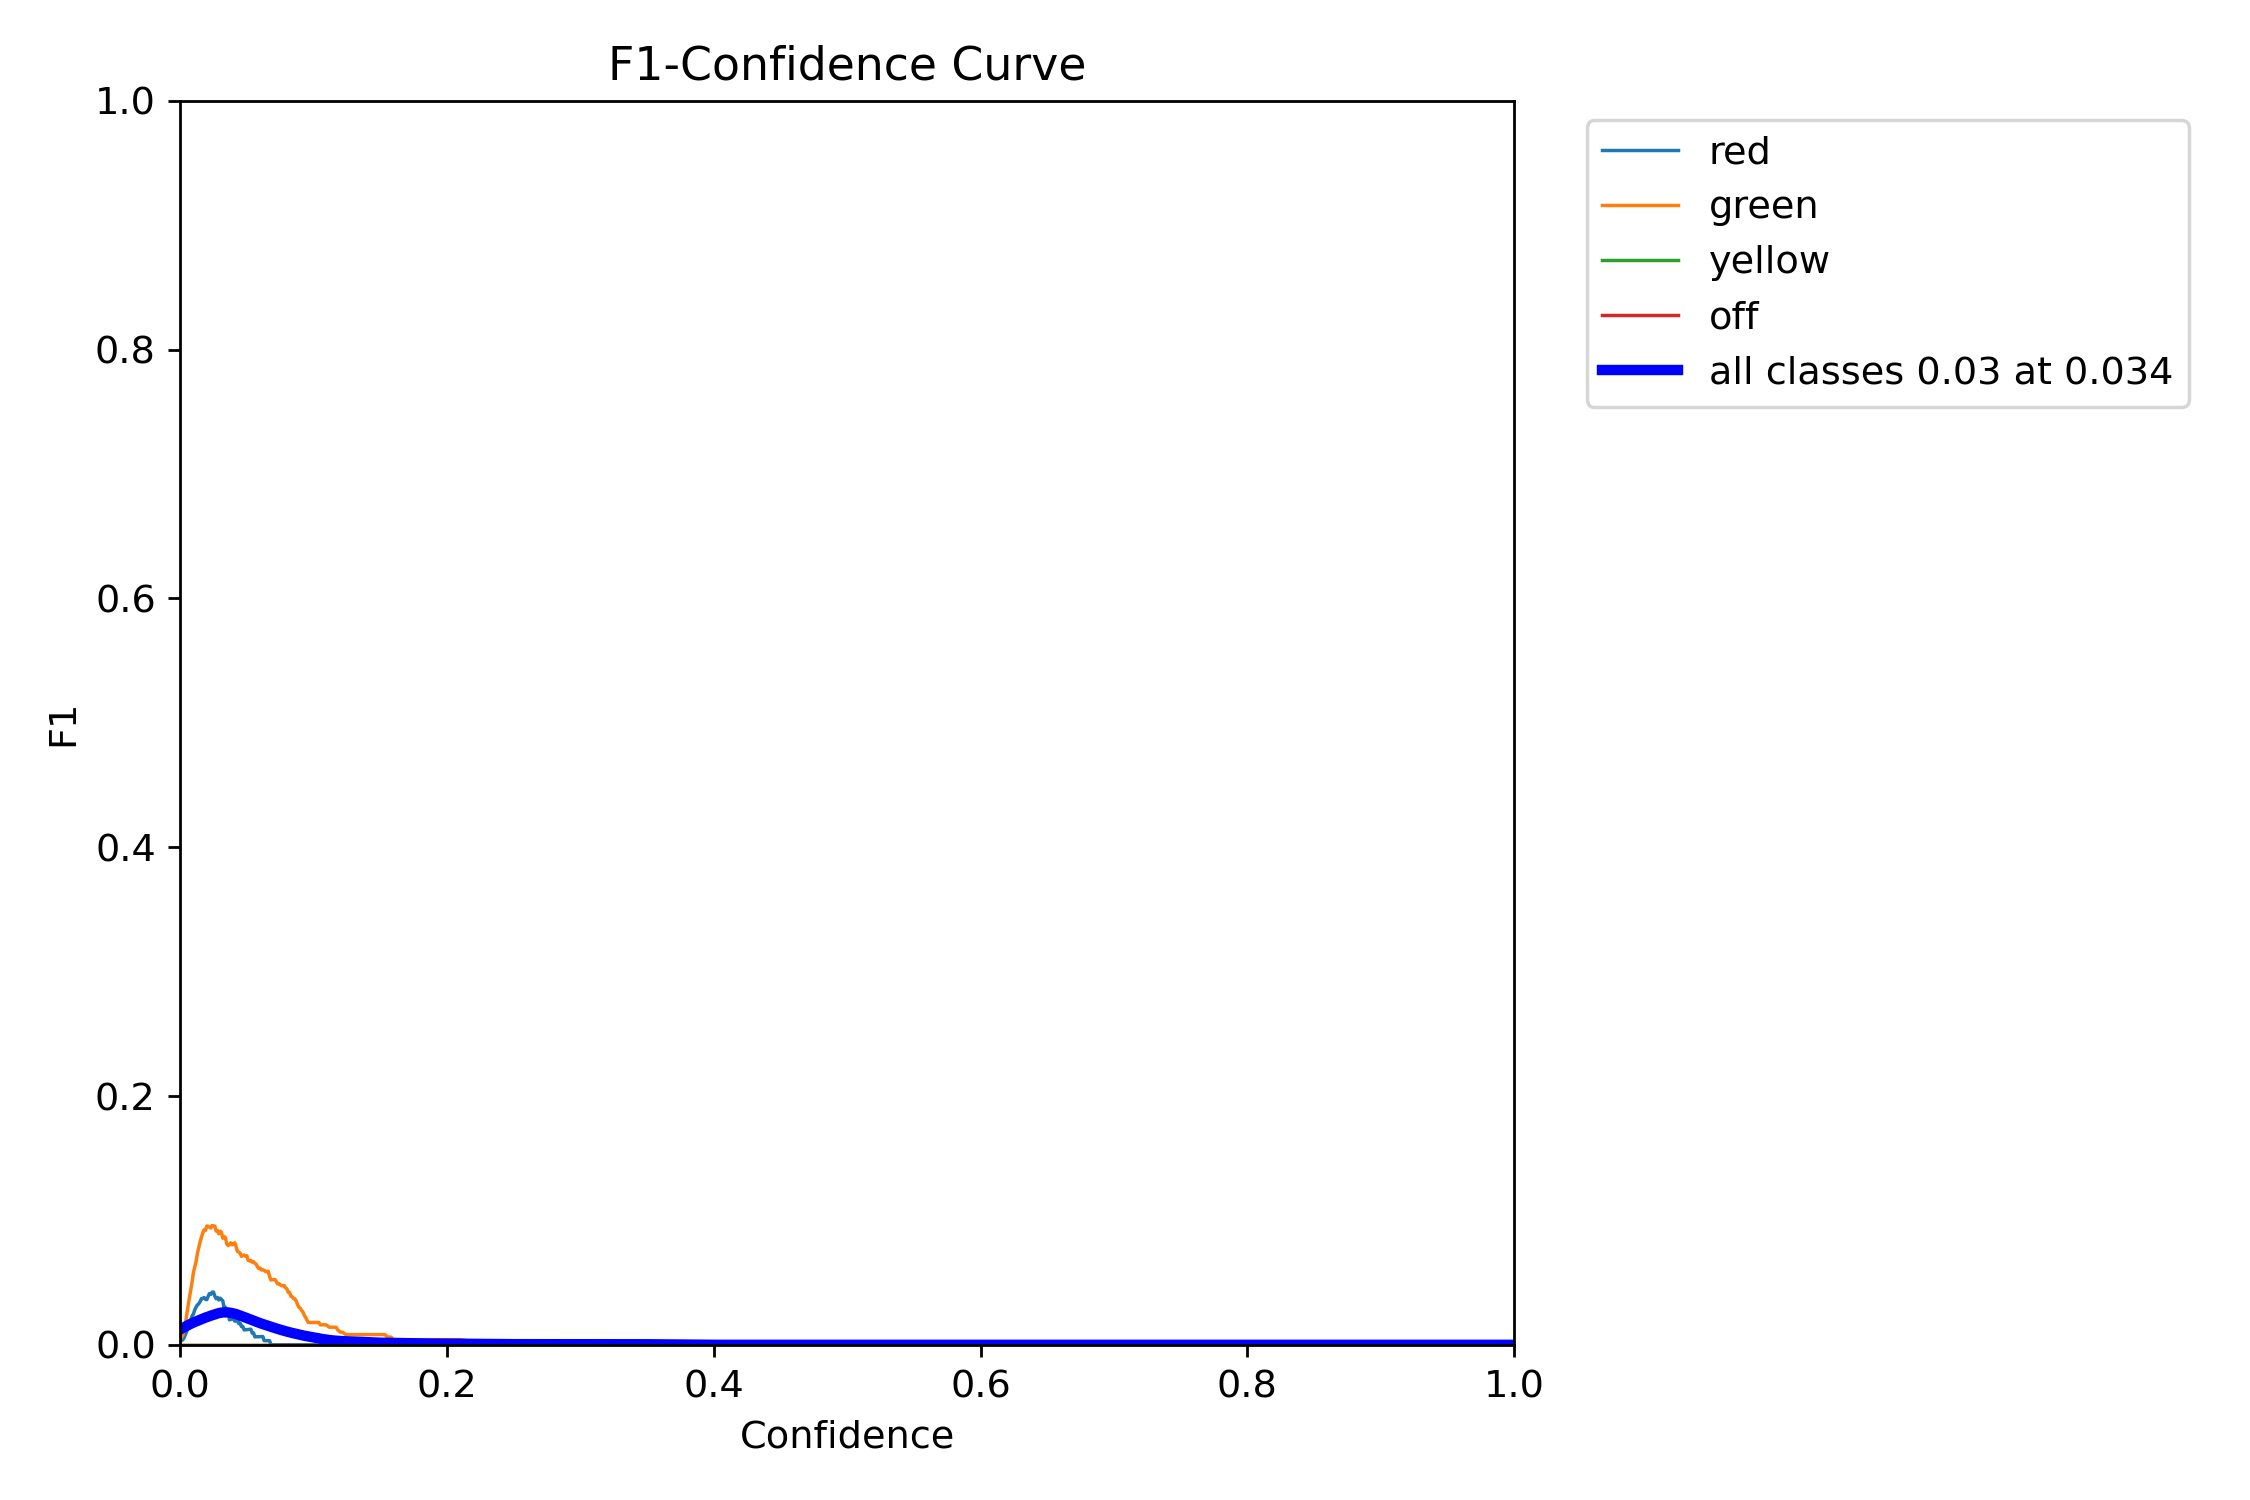 F1-Confidence Curve
1.0
0.8
0.6
0.4
0.2
0.0
F1
0.0 0.2 0.4 0.6 0.8 1.0
Confidence
red
green
yellow
off
all classes 0.03 at 0.034